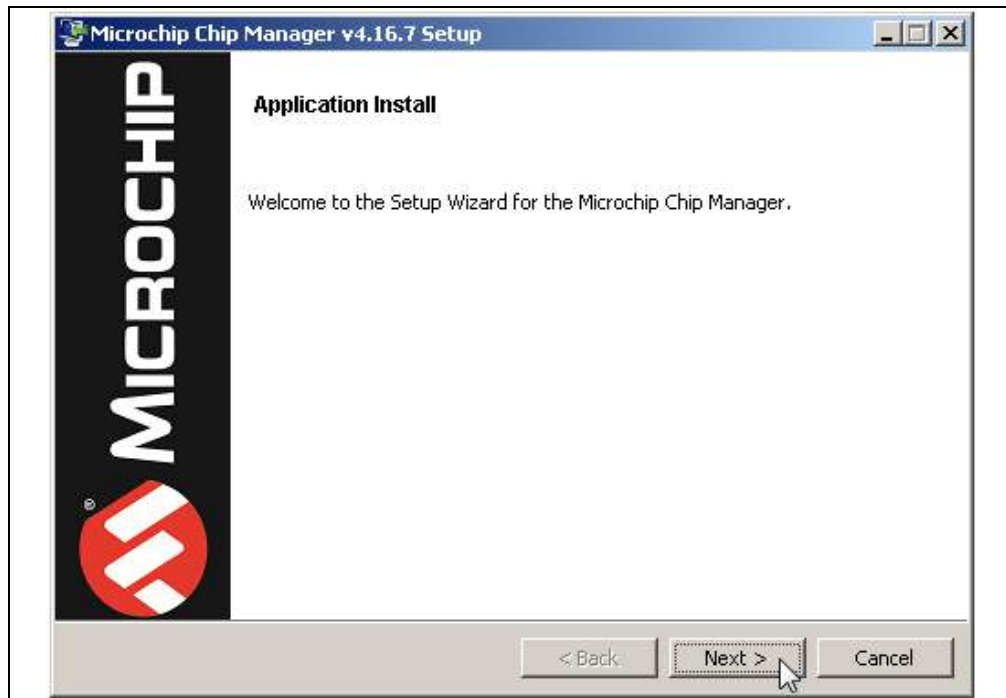 Microchip Chip Manager v4.16.7 Setup
MICROCHIP
®
Application Install
Welcome to the Setup Wizard for the Microchip Chip Manager.
< Back
Next >
Cancel